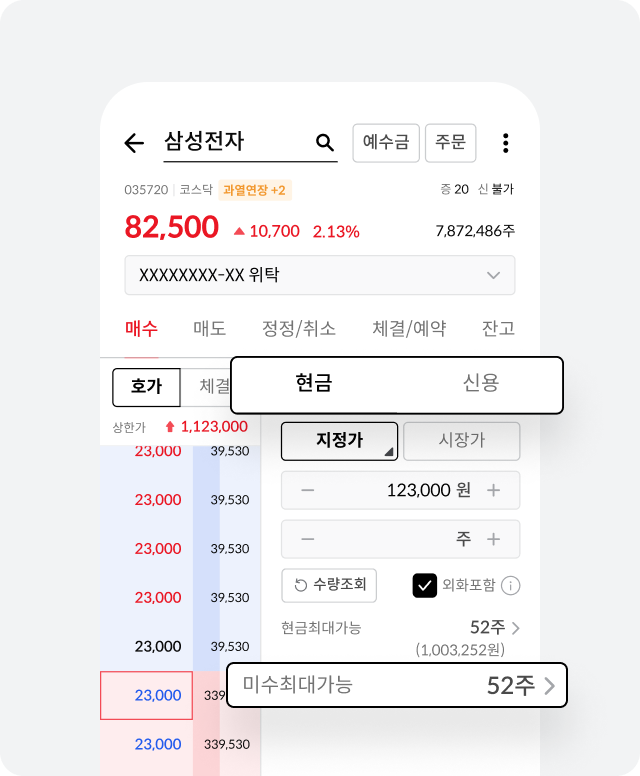 삼성전자 예수금 주문
035720 코스닥 과열연장 +2 증 20 신 불가
82,500 10,700 2.13% 7,872,486주
XXXXXXXX-XX 위탁
매수 매도 정정/취소 체결/예약 잔고
호가 체결 현금 신용
상한가 1,123,000 지정가 시장가
23,000 39,530
123,000 원
23,000 39,530
주
23,000 39,530
수량조회 외화포함
23,000 39,530
현금최대가능 52주
23,000 39,530 (1,003,252원)
미수최대가능 52주
23,000 339
23,000 339,530